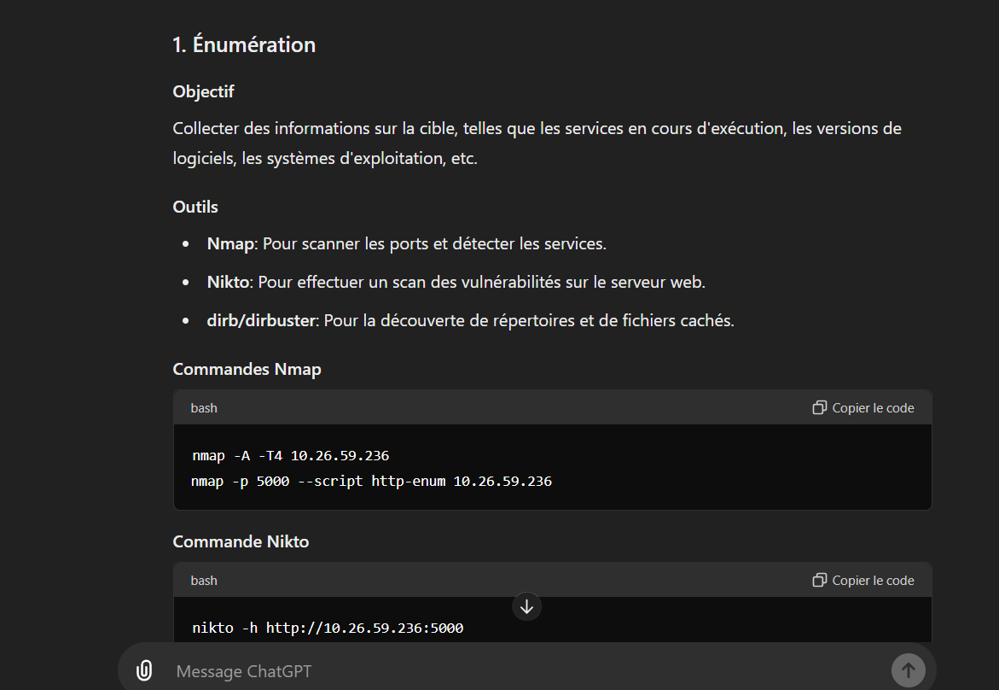 1. Énumération
Objectif
Collecter des informations sur la cible, telles que les services en cours d'exécution, les versions de
logiciels, les systèmes d'exploitation, etc.
Outils
• Nmap: Pour scanner les ports et détecter les services.
• Nikto: Pour effectuer un scan des vulnérabilités sur le serveur web.
• dirb/dirbuster: Pour la découverte de répertoires et de fichiers cachés.
Commandes Nmap
bash Copier le code
nmap -A -T4 10.26.59.236
nmap -p 5000 --script http-enum 10.26.59.236
Commande Nikto
bash Copier le code
nikto -h http://10.26.59.236:5000
Message ChatGPT